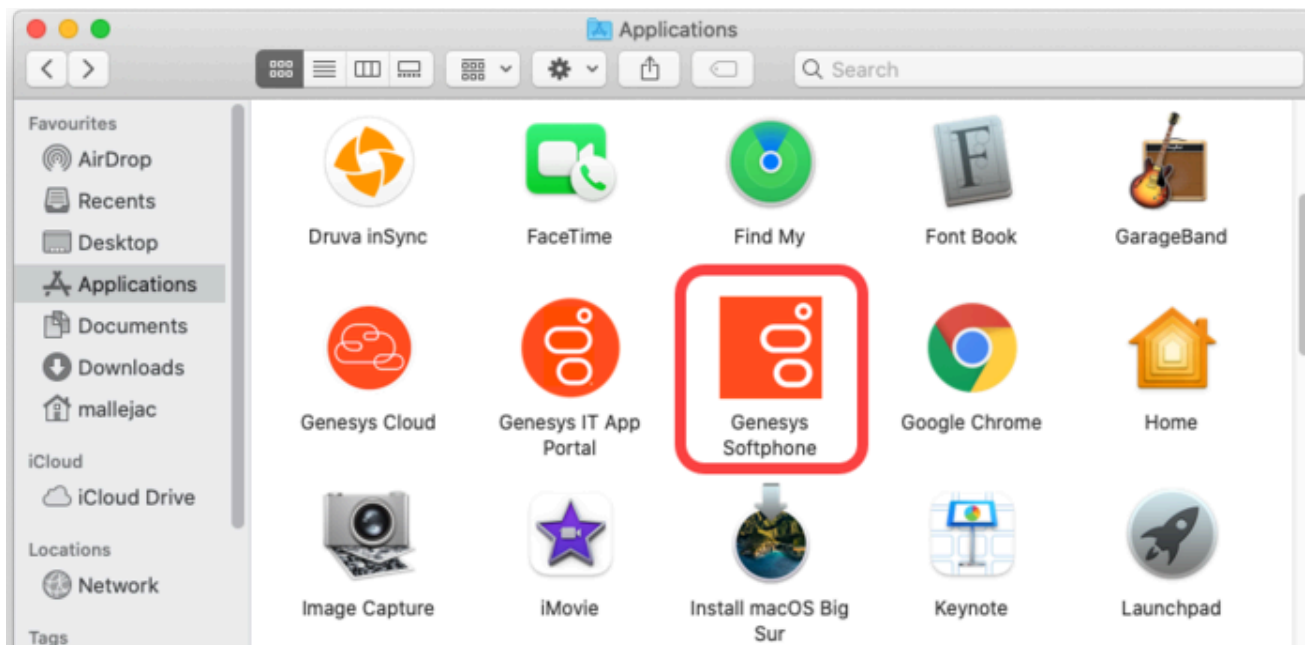 Applications
Search
Favourites
AirDrop
Recents
Desktop
Applications
Documents
Downloads
mallejac
iCloud
iCloud Drive
Locations
Network
Tags
Druva inSync
FaceTime
Find My
Font Book
GarageBand
Genesys Cloud
Genesys IT App
Portal
Genesys
Softphone
Google Chrome
Home
Image Capture
iMovie
Install macOS Big
Sur
Keynote
Launchpad